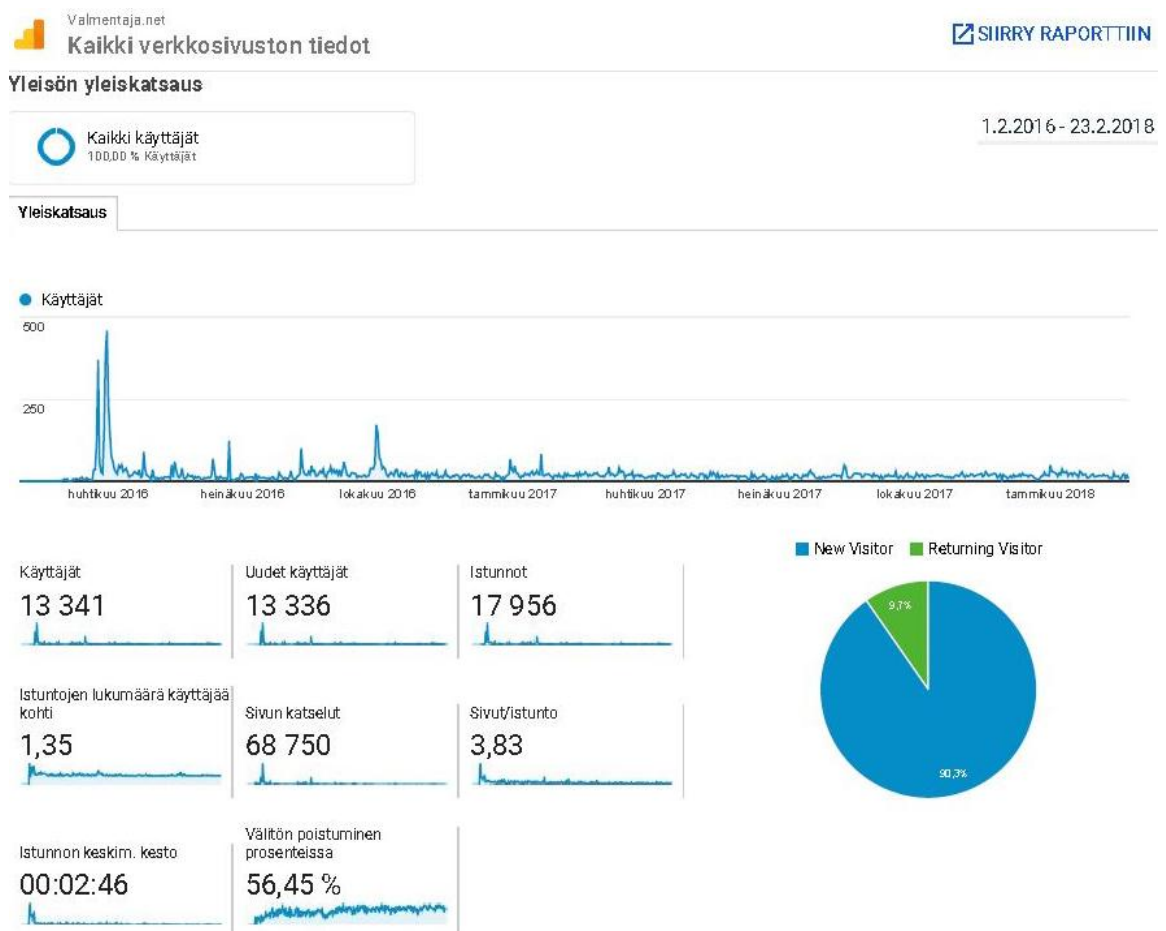 Valmentaja.net
Kaikki verkkosivuston tiedot
SIIRRY RAPORTTIIN
Yleisön yleiskatsaus
Kaikki käyttäjät
100,00 % Käyttäjät
1.2.2016 - 23.2.2018
Yleiskatsaus
Käyttäjät
500
250
huhtikuu 2016
heinäkuu 2016
lokakuu 2016
tammikuu 2017
huhtikuu 2017
heinäkuu 2017
lokakuu 2017
tammikuu 2018
New Visitor
Returning Visitor
9,7%
90,3%
Käyttäjät
13 341
Uudet käyttäjät
13 336
Istunnot
17 956
Istuntojen lukumäärä käyttäjää
kohti
1,35
Sivun katselut
68 750
Sivut/istunto
3,83
Istunnon keskim. kesto
00:02:46
Välitön poistuminen
prosenteissa
56,45 %